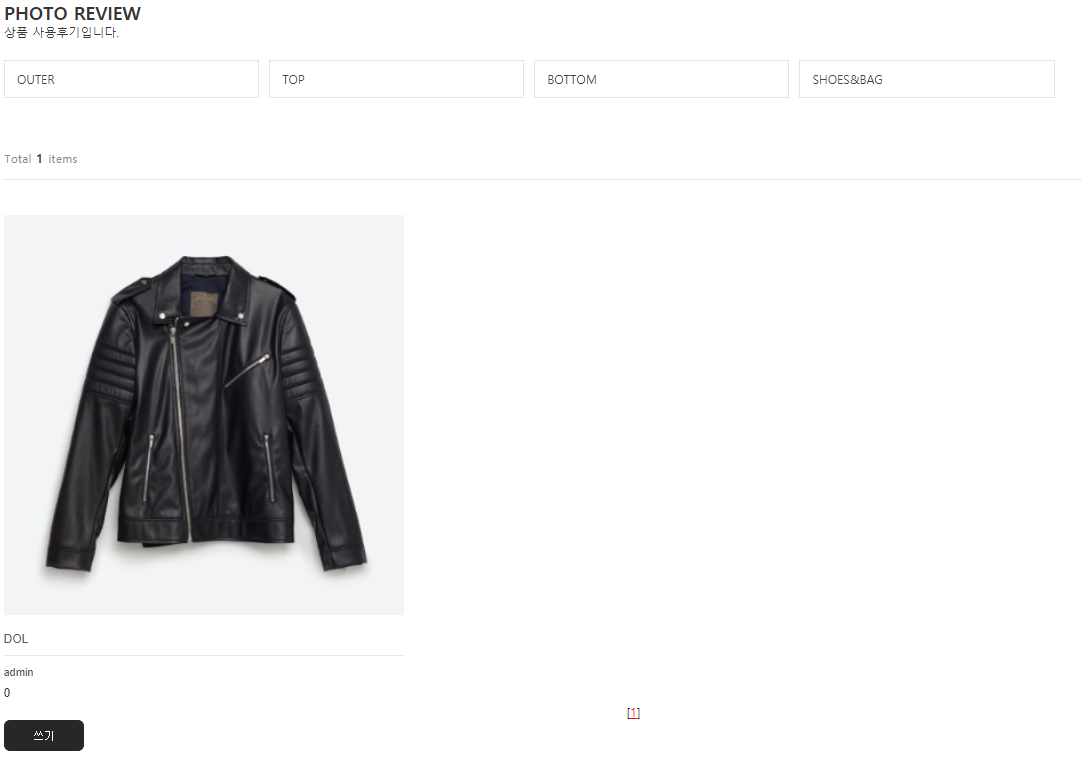 PHOTO REVIEW
상품 사용후기입니다.
OUTER TOP BOTTOM SHOES&BAG
Total 1 items
DOL
admin
0
[1]
쓰기